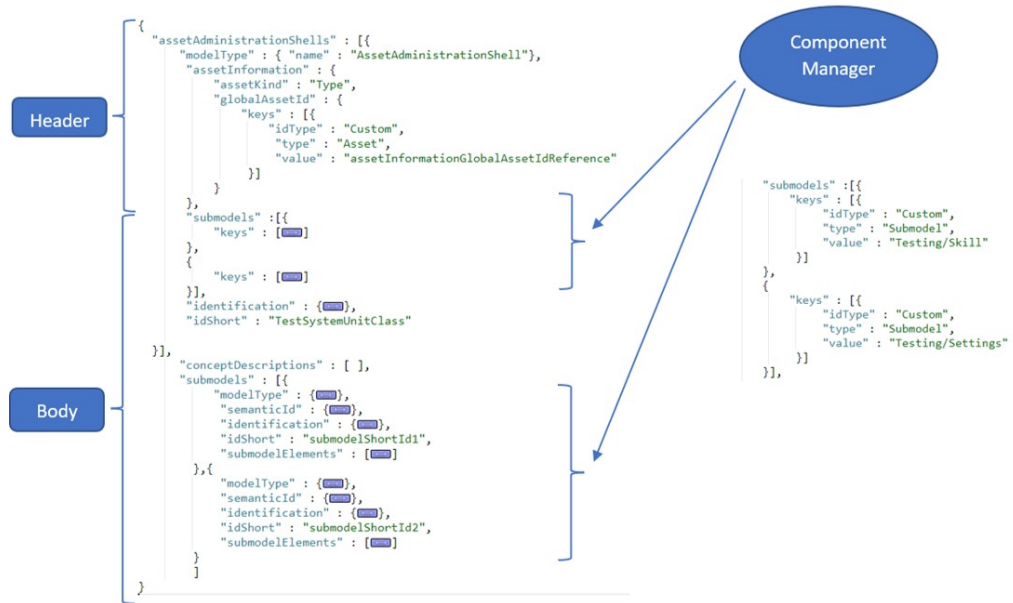 Header
Body
{
"assetAdministrationShells" : [{
"modelType" : { "name" : "AssetAdministrationShell"},
"assetInformation" : {
"assetKind" : "Type",
"globalAssetId" : {
"keys" : [{
"idType" : "Custom",
"type" : "Asset",
"value" : "assetInformationGlobalAssetIdReference"
}]
}
},
"submodels" :[{
"keys" : [ ]
},
{
"keys" : [ ]
}],
"identification" : { },
"idShort" : "TestSystemUnitClass"
}],
"conceptDescriptions" : [ ],
"submodels" : [{
"modelType" : { },
"semanticId" : { },
"identification" : { },
"idShort" : "submodelShortId1",
"submodelElements" : [ ]
},{
"modelType" : { },
"semanticId" : { },
"identification" : { },
"idShort" : "submodelShortId2",
"submodelElements" : [ ]
}
]
}
Component
Manager
"submodels" :[{
"keys" : [{
"idType" : "Custom",
"type" : "Submodel",
"value" : "Testing/Skill"
}]
},
{
"keys" : [{
"idType" : "Custom",
"type" : "Submodel",
"value" : "Testing/Settings"
}]
}],